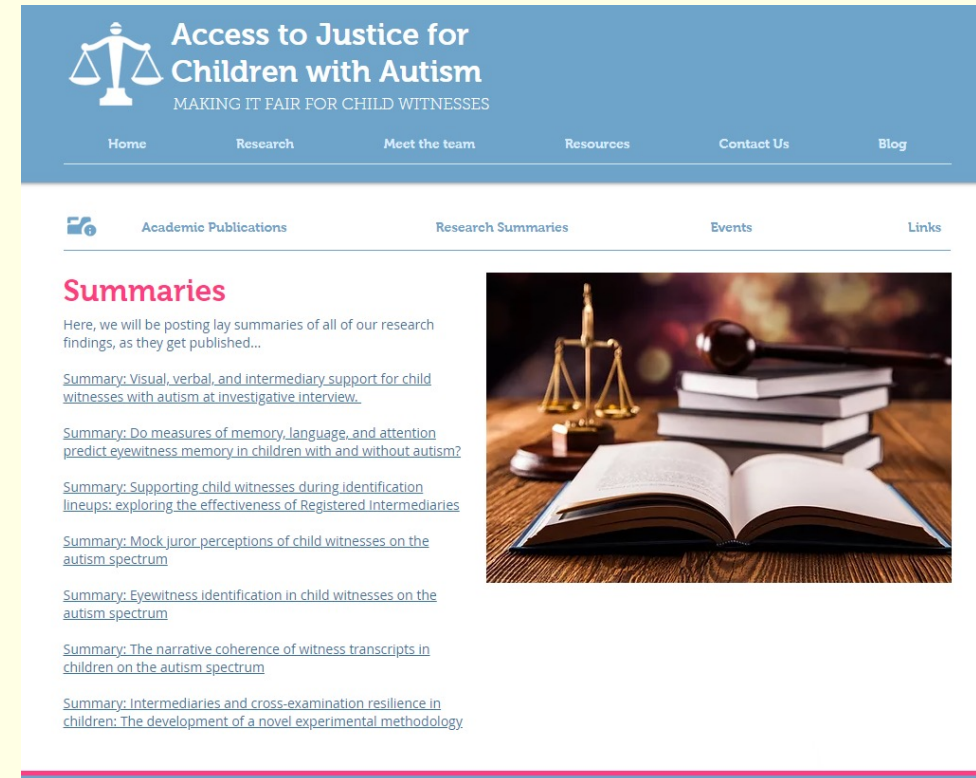 Access to Justice for
Children with Autism
MAKING IT FAIR FOR CHILD WITNESSES
Home Research Meet the team Resources Contact Us Blog
Academic Publications Research Summaries Events Links
Summaries
Here, we will be posting lay summaries of all of our research
findings, as they get published...
Summary: Visual, verbal, and intermediary support for child
witnesses with autism at investigative interview.
Summary: Do measures of memory, language, and attention
predict eyewitness memory in children with and without autism?
Summary: Supporting child witnesses during identification
lineups: exploring the effectiveness of Registered Intermediaries
Summary: Mock juror perceptions of child witnesses on the
autism spectrum
Summary: Eyewitness identification in child witnesses on the
autism spectrum
Summary: The narrative coherence of witness transcripts in
children on the autism spectrum
Summary: Intermediaries and cross-examination resilience in
children: The development of a novel experimental methodology